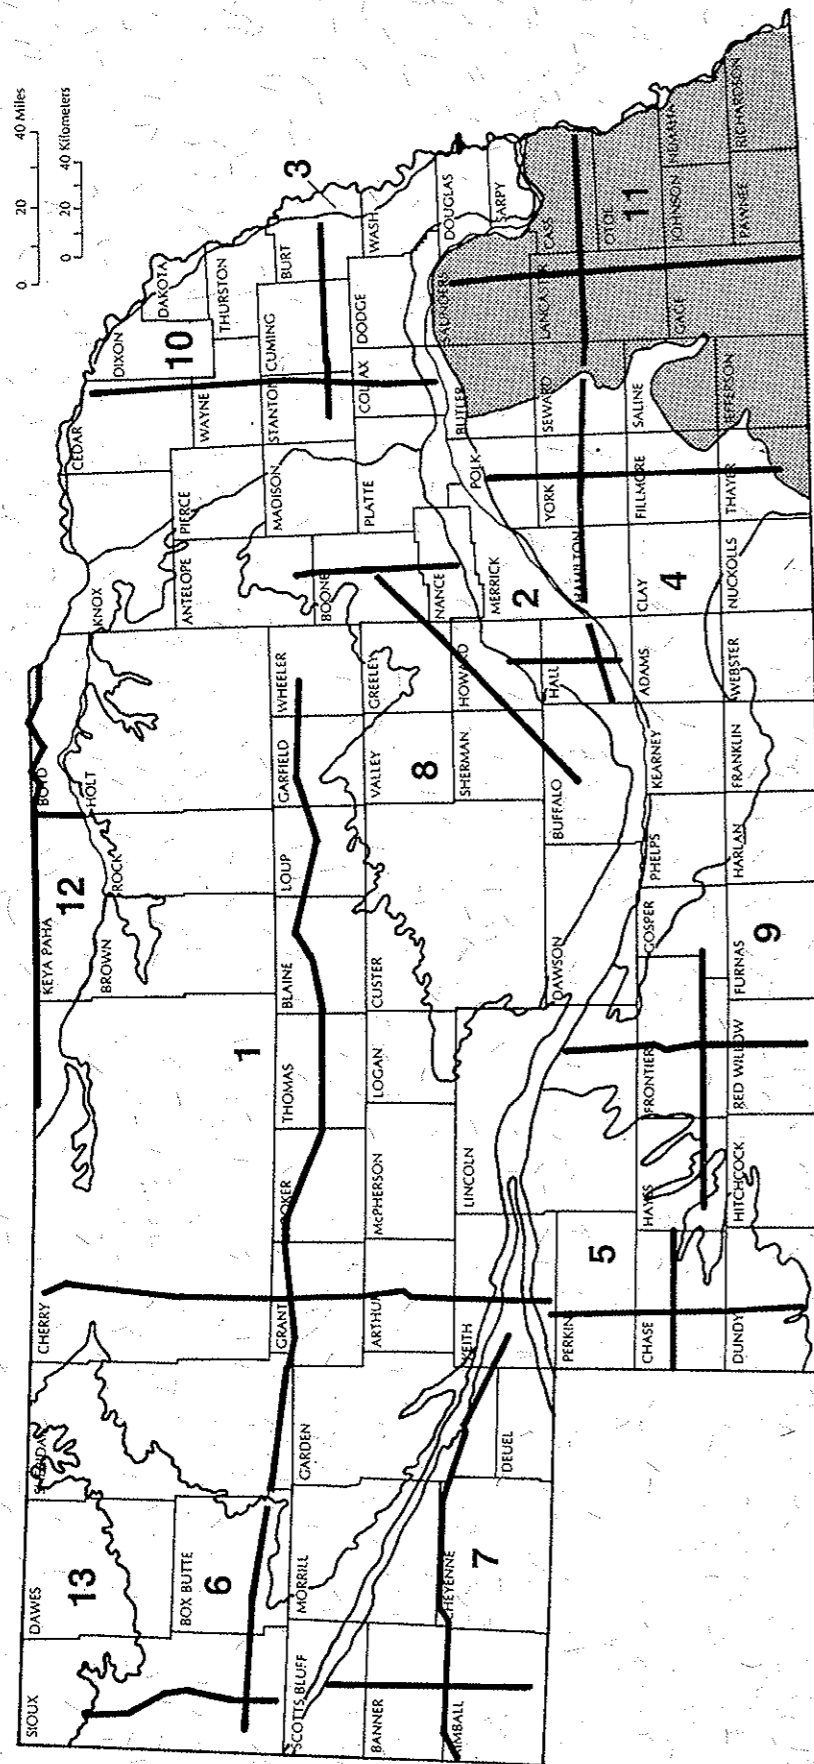 0 20 40 Miles
0 20 40 Kilometers
SIOUX
DAWES
13
SHERIDAN
CHERRY
KEYA PAHA
12
BOYD
BROWN
ROCK
HOLT
KNOX
CEDAR
DIXON
DAKOTA
10
THURSTON
WAYNE
PIERCE
ANTELOPE
BOX BUTTE
6
1
SCOTTS BLUFF
MORRILL
GARDEN
GRANT
HOOKER
THOMAS
BLAINE
LOUP
GARFIELD
WHEELER
BOONE
MADISON
STANTON
CUMING
BURT
3
BANNER
ARTHUR
McPHERSON
LOGAN
CUSTER
VALLEY
GREELEY
8
NANCE
PLATTE
COLFAX
DODGE
WASH
KIMBALL
CHEYENNE
7
DEUEL
KEITH
LINCOLN
SHERMAN
HOWARD
MERRICK
2
POLK
BUTLER
SAUNDERS
DOUGLAS
SARPY
PERKINS
5
DAWSON
BUFFALO
HALL
HAMILTON
YORK
SEWARD
LANCASTER
CASS
OTOE
CHASE
HAYES
FRONTIER
GOSPER
PHELPS
KEARNEY
ADAMS
CLAY
4
FILLMORE
SALINE
GAGE
11
JOHNSON
NEMAHA
DUNDY
HITCHCOCK
RED WILLOW
FURNAS
9
HARLAN
FRANKLIN
WEBSTER
NUCKOLLS
THAYER
JEFFERSON
PAWNEE
RICHARDSON